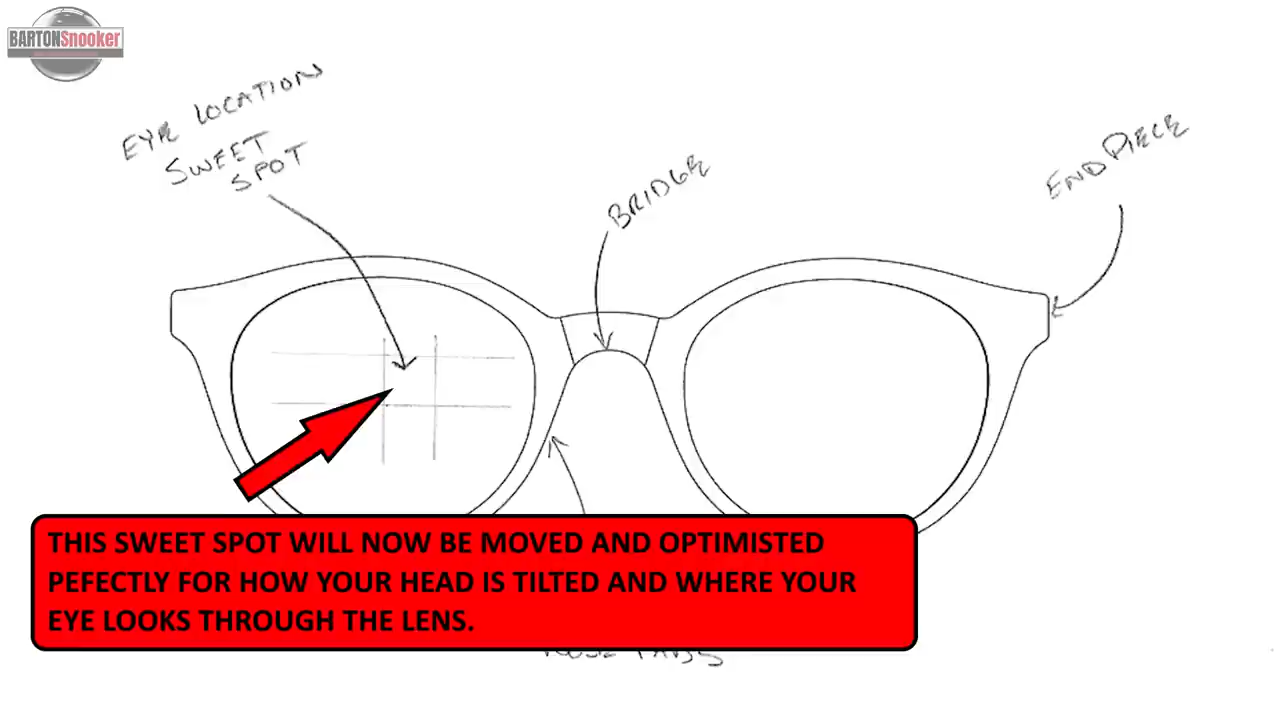 BARTONSnooker
EYE LOCATION
SWEET
SPOT
BRIDGE
END PIECE
THIS SWEET SPOT WILL NOW BE MOVED AND OPTIMISTED
PEFECTLY FOR HOW YOUR HEAD IS TILTED AND WHERE YOUR
EYE LOOKS THROUGH THE LENS.